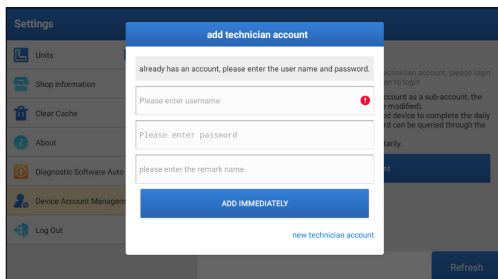 Settings
add technician account
already has an account, please enter the user name and password.
Please enter username
Please enter password
please enter the remark name
ADD IMMEDIATELY
new technician account
Units
Shop Information
Clear Cache
About
Diagnostic Software Auto
Device Account Managem
Log Out
technician account, please login
an to login
account as a sub-account, the
e modified).
ed device to complete the daily
rd can be queried through the
tarily.
nt
Refresh